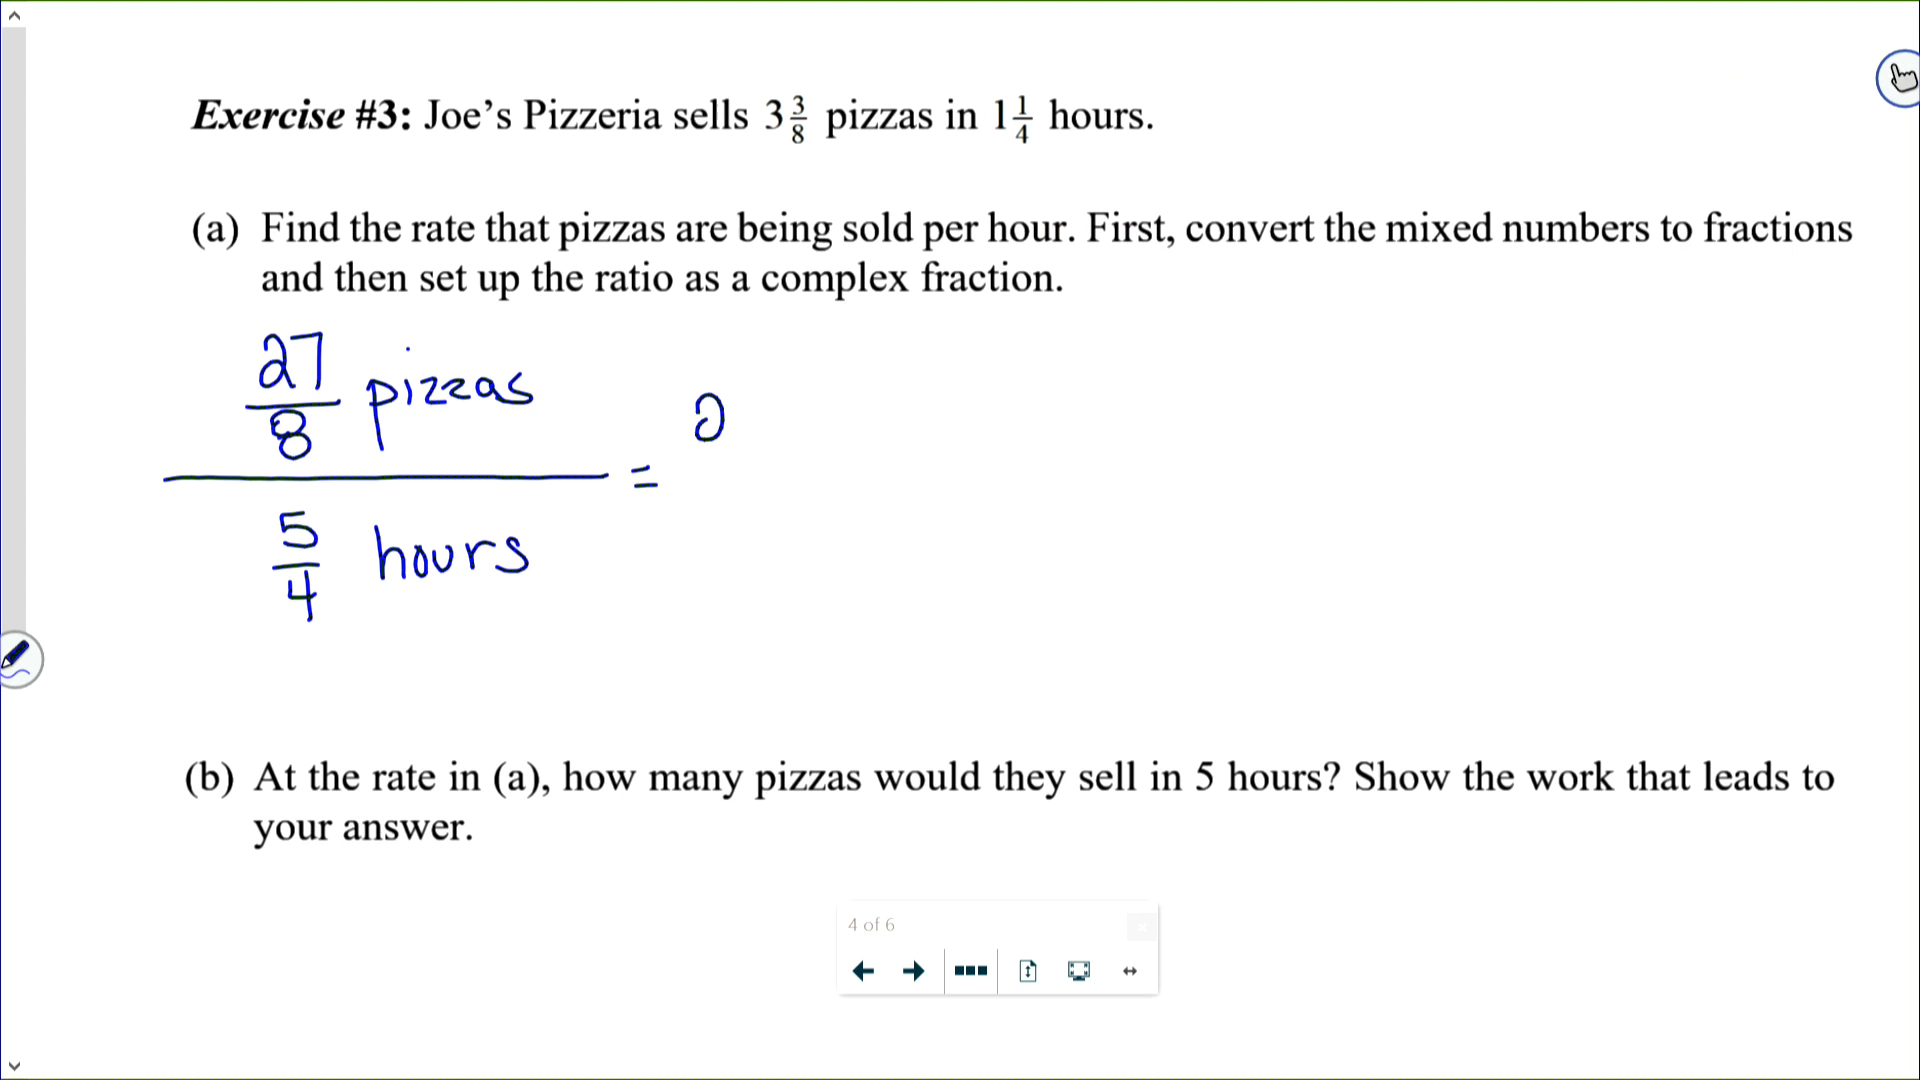 Exercise #3: Joe’s Pizzeria sells 3 3/8 pizzas in 1 1/4 hours.
(a) Find the rate that pizzas are being sold per hour. First, convert the mixed numbers to fractions
and then set up the ratio as a complex fraction.
27
8
pizzas
=
5
4
hours
(b) At the rate in (a), how many pizzas would they sell in 5 hours? Show the work that leads to
your answer.
4 of 6